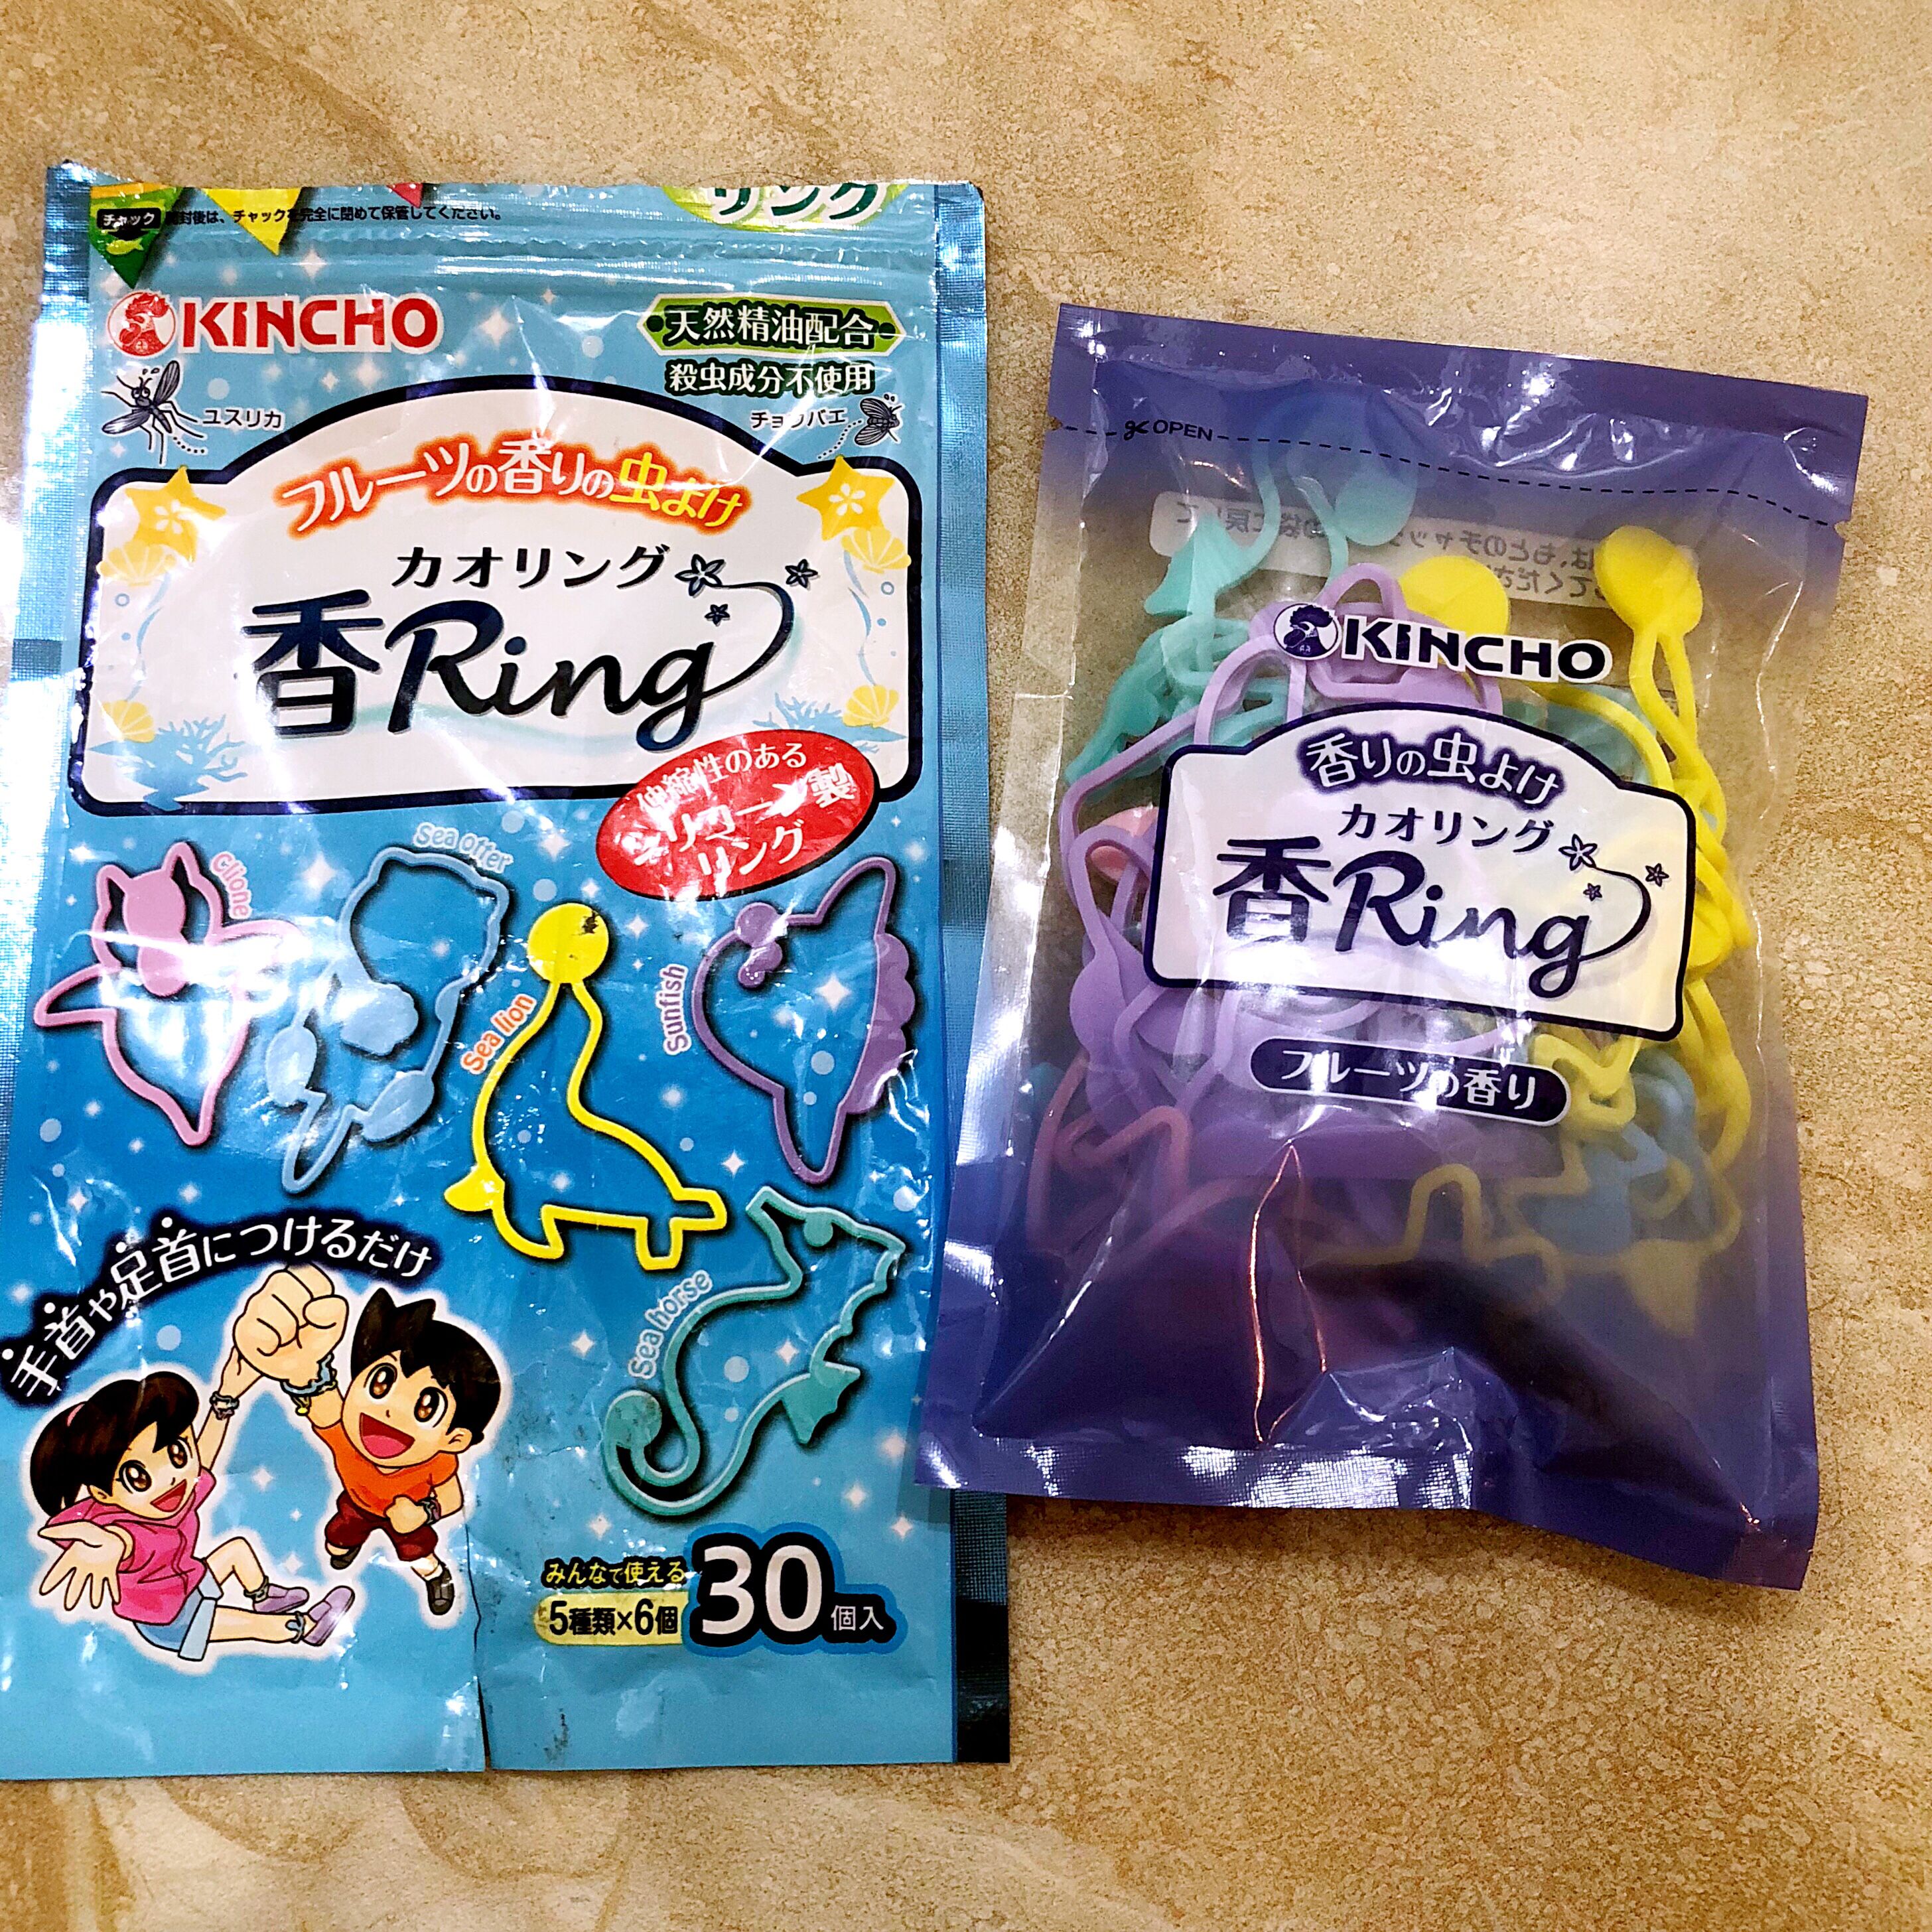 リング
チャック 開封後は、チャックを完全に閉めて保管してください。
KINCHO
天然精油配合
殺虫成分不使用
ユスリカ
チョウバエ
フルーツの香りの虫よけ
カオリング
香Ring
伸縮性のある
シリコーン製
リング
Clione
Sea otter
Sea lion
Sunfish
Sea horse
手首や足首につけるだけ
みんなで使える
5種類×6個
30個入
OPEN
KINCHO
香りの虫よけ
カオリング
香Ring
フルーツの香り